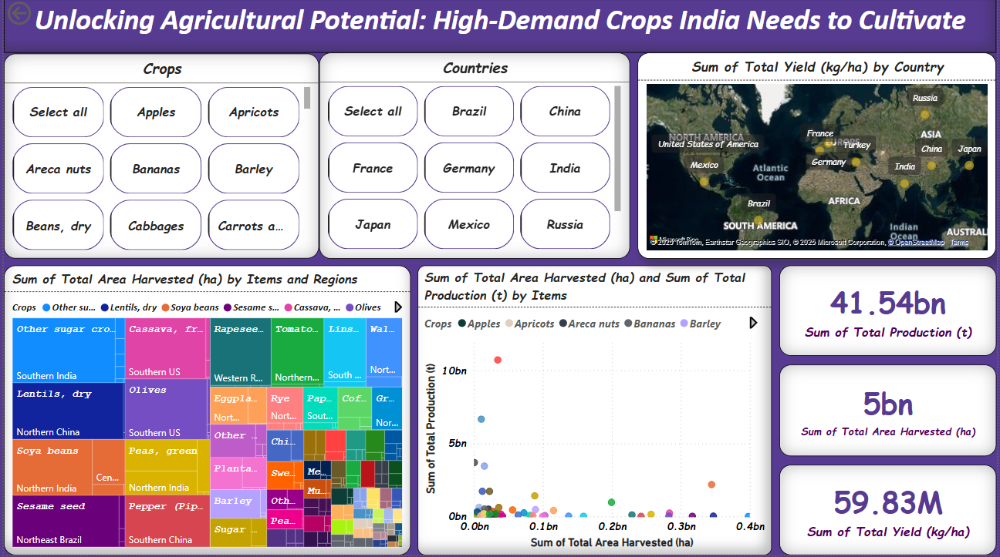 Unlocking Agricultural Potential: High-Demand Crops India Needs to Cultivate
Crops
Select all
Apples
Apricots
Areca nuts
Bananas
Barley
Beans, dry
Cabbages
Carrots a...
Countries
Select all
Brazil
China
France
Germany
India
Japan
Mexico
Russia
Sum of Total Yield (kg/ha) by Country
Russia
NORTH AMERICA
France
EUROPE
ASIA
United States of America
Turkey
China
Japan
Mexico
Atlantic
Ocean
Germany
India
AFRICA
Brazil
SOUTH AMERICA
Indian
Ocean
AUSTRAL
Microsoft Bing
© 2025 TomTom, Earthstar Geographics SIO, © 2025 Microsoft Corporation, © OpenStreetMap Terms
Sum of Total Area Harvested (ha) by Items and Regions
Crops Other su... Lentils, dry Soya beans Sesame s... Cassava, ... Olives
Other sugar cro...
Southern India
Cassava, fr...
Southern US
Rapesee...
Western R...
Tomato...
Northern...
Lins...
South ...
Wal...
Nort...
Lentils, dry
Northern China
Olives
Southern US
Eggpla...
Nort...
Rye
Nort...
Pap...
Sout...
Cof...
Gr...
Nor...
Soya beans
Northern India
Cen...
Peas, green
Northern India
Other ...
Chi...
Planta...
Swe...
Me...
Mu...
Sesame seed
Northeast Brazil
Pepper (Pip...
Southern China
Barley
Oth...
Sugar ...
Pea...
Sum of Total Area Harvested (ha) and Sum of Total
Production (t) by Items
Crops Apples Apricots Areca nuts Bananas Barley
Sum of Total Production (t)
10bn
5bn
0bn
0.0bn
0.1bn
0.2bn
0.3bn
0.4bn
Sum of Total Area Harvested (ha)
41.54bn
Sum of Total Production (t)
5bn
Sum of Total Area Harvested (ha)
59.83M
Sum of Total Yield (kg/ha)